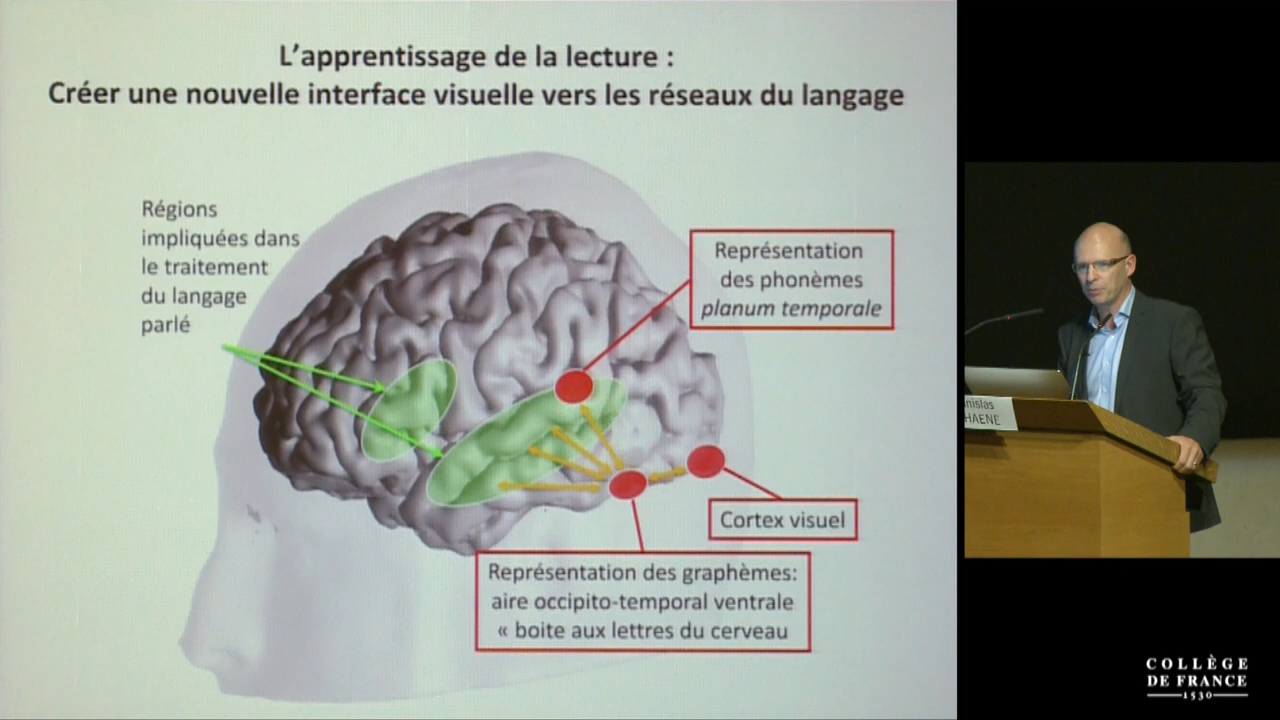 L'apprentissage de la lecture :
Créer une nouvelle interface visuelle vers les réseaux du langage
Régions
impliquées dans
le traitement
du langage
parlé
Représentation
des phonèmes
planum temporale
Cortex visuel
Représentation des graphèmes:
aire occipito-temporal ventrale
« boite aux lettres du cerveau
nislas
HAENE
COLLÈGE
DE FRANCE
1530